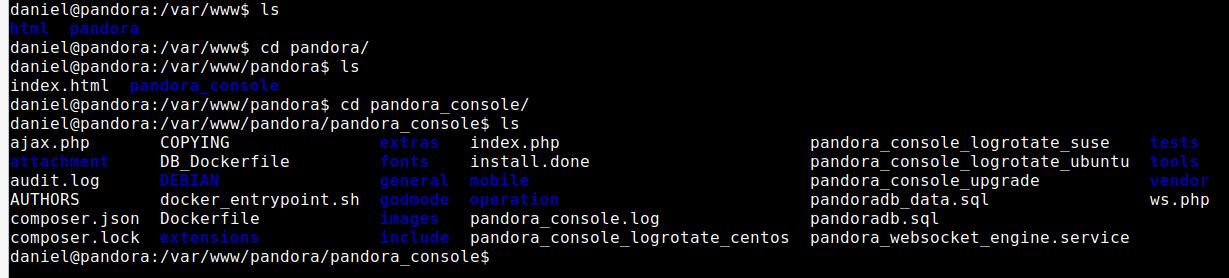 daniel@pandora:/var/www$ ls
html  pandora
daniel@pandora:/var/www$ cd pandora/
daniel@pandora:/var/www/pandora$ ls
index.html  pandora_console
daniel@pandora:/var/www/pandora$ cd pandora_console/
daniel@pandora:/var/www/pandora/pandora_console$ ls
ajax.php       COPYING              extras   index.php                         pandora_console_logrotate_suse    tests
attachment     DB_Dockerfile        fonts    install.done                      pandora_console_logrotate_ubuntu  tools
audit.log      DEBIAN               general  mobile                            pandora_console_upgrade           vendor
AUTHORS        docker_entrypoint.sh  godmode  operation                         pandoradb_data.sql                ws.php
composer.json  Dockerfile           images   pandora_console.log               pandoradb.sql
composer.lock  extensions           include  pandora_console_logrotate_centos  pandora_websocket_engine.service
daniel@pandora:/var/www/pandora/pandora_console$